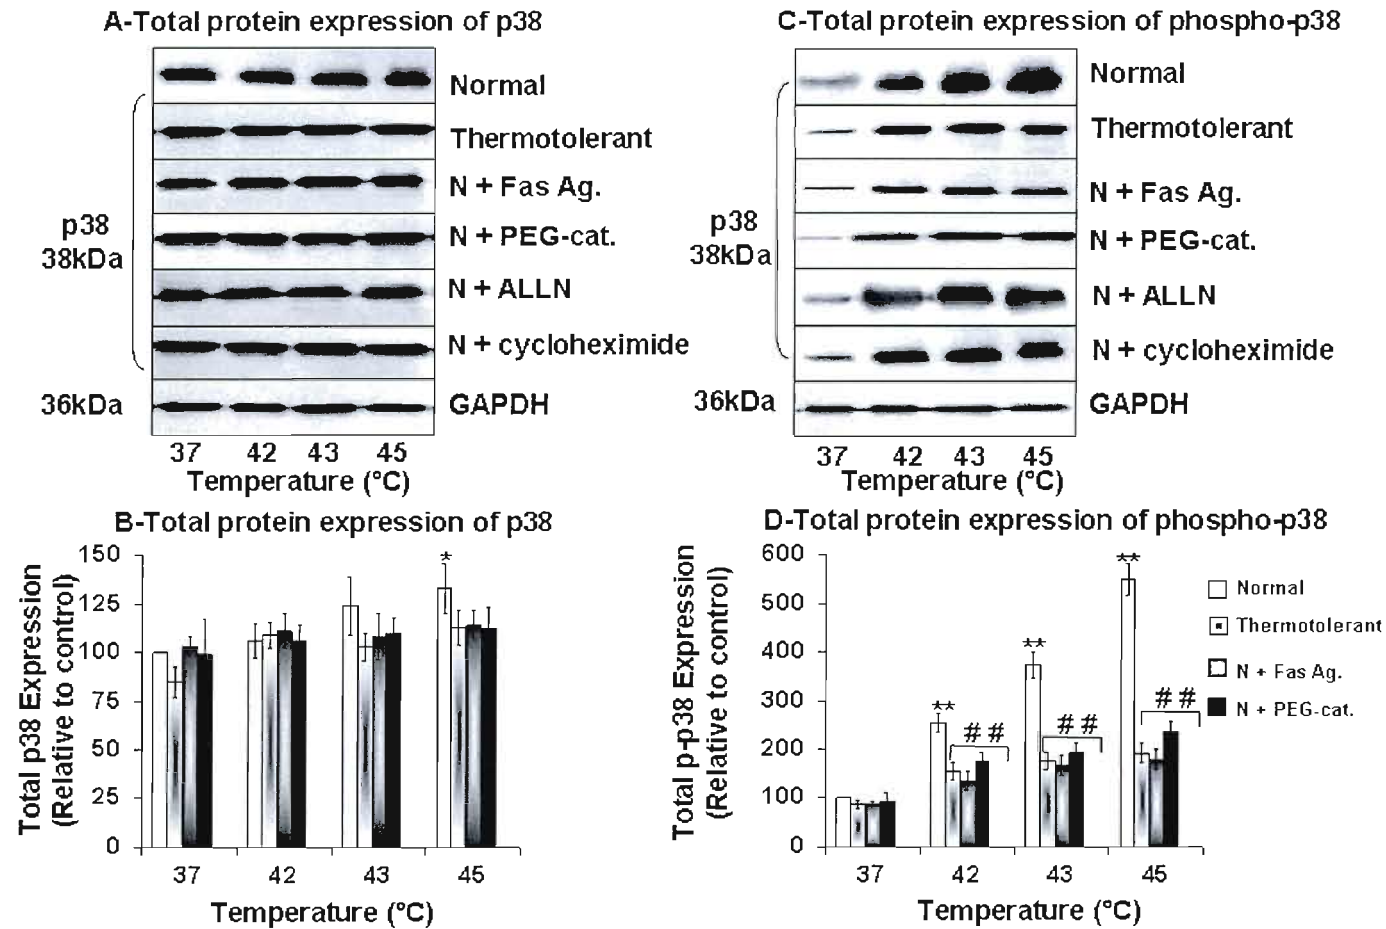 A-Total protein expression of p38
Normal
Thermotolerant
N + Fas Ag.
p38
38kDa
N + PEG-cat.
N + ALLN
N + cycloheximide
36kDa
GAPDH
37 42 43 45
Temperature (°C)
C-Total protein expression of phospho-p38
Normal
Thermotolerant
N + Fas Ag.
p38
38kDa
N + PEG-cat.
N + ALLN
N + cycloheximide
36kDa
GAPDH
37 42 43 45
Temperature (°C)
B-Total protein expression of p38
Total p38 Expression
(Relative to control)
150
125
100
75
50
25
0
*
37 42 43 45
Temperature (°C)
D-Total protein expression of phospho-p38
Total p-p38 Expression
(Relative to control)
600
500
400
300
200
100
0
**
##
**
##
**
##
37 42 43 45
Temperature (°C)
Normal
Thermotolerant
N + Fas Ag.
N + PEG-cat.